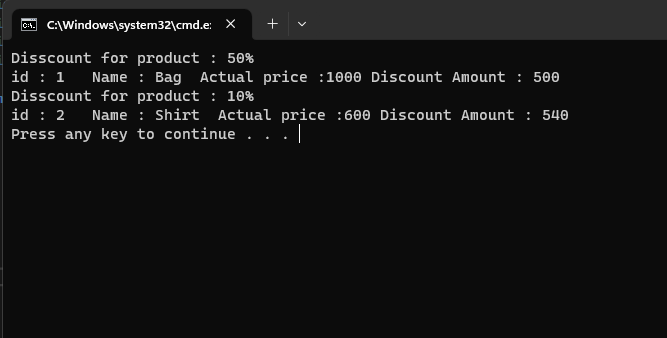 C:\Windows\system32\cmd.e
Disscount for product : 50%
id : 1   Name : Bag  Actual price :1000 Discount Amount : 500
Disscount for product : 10%
id : 2   Name : Shirt  Actual price :600 Discount Amount : 540
Press any key to continue . . .